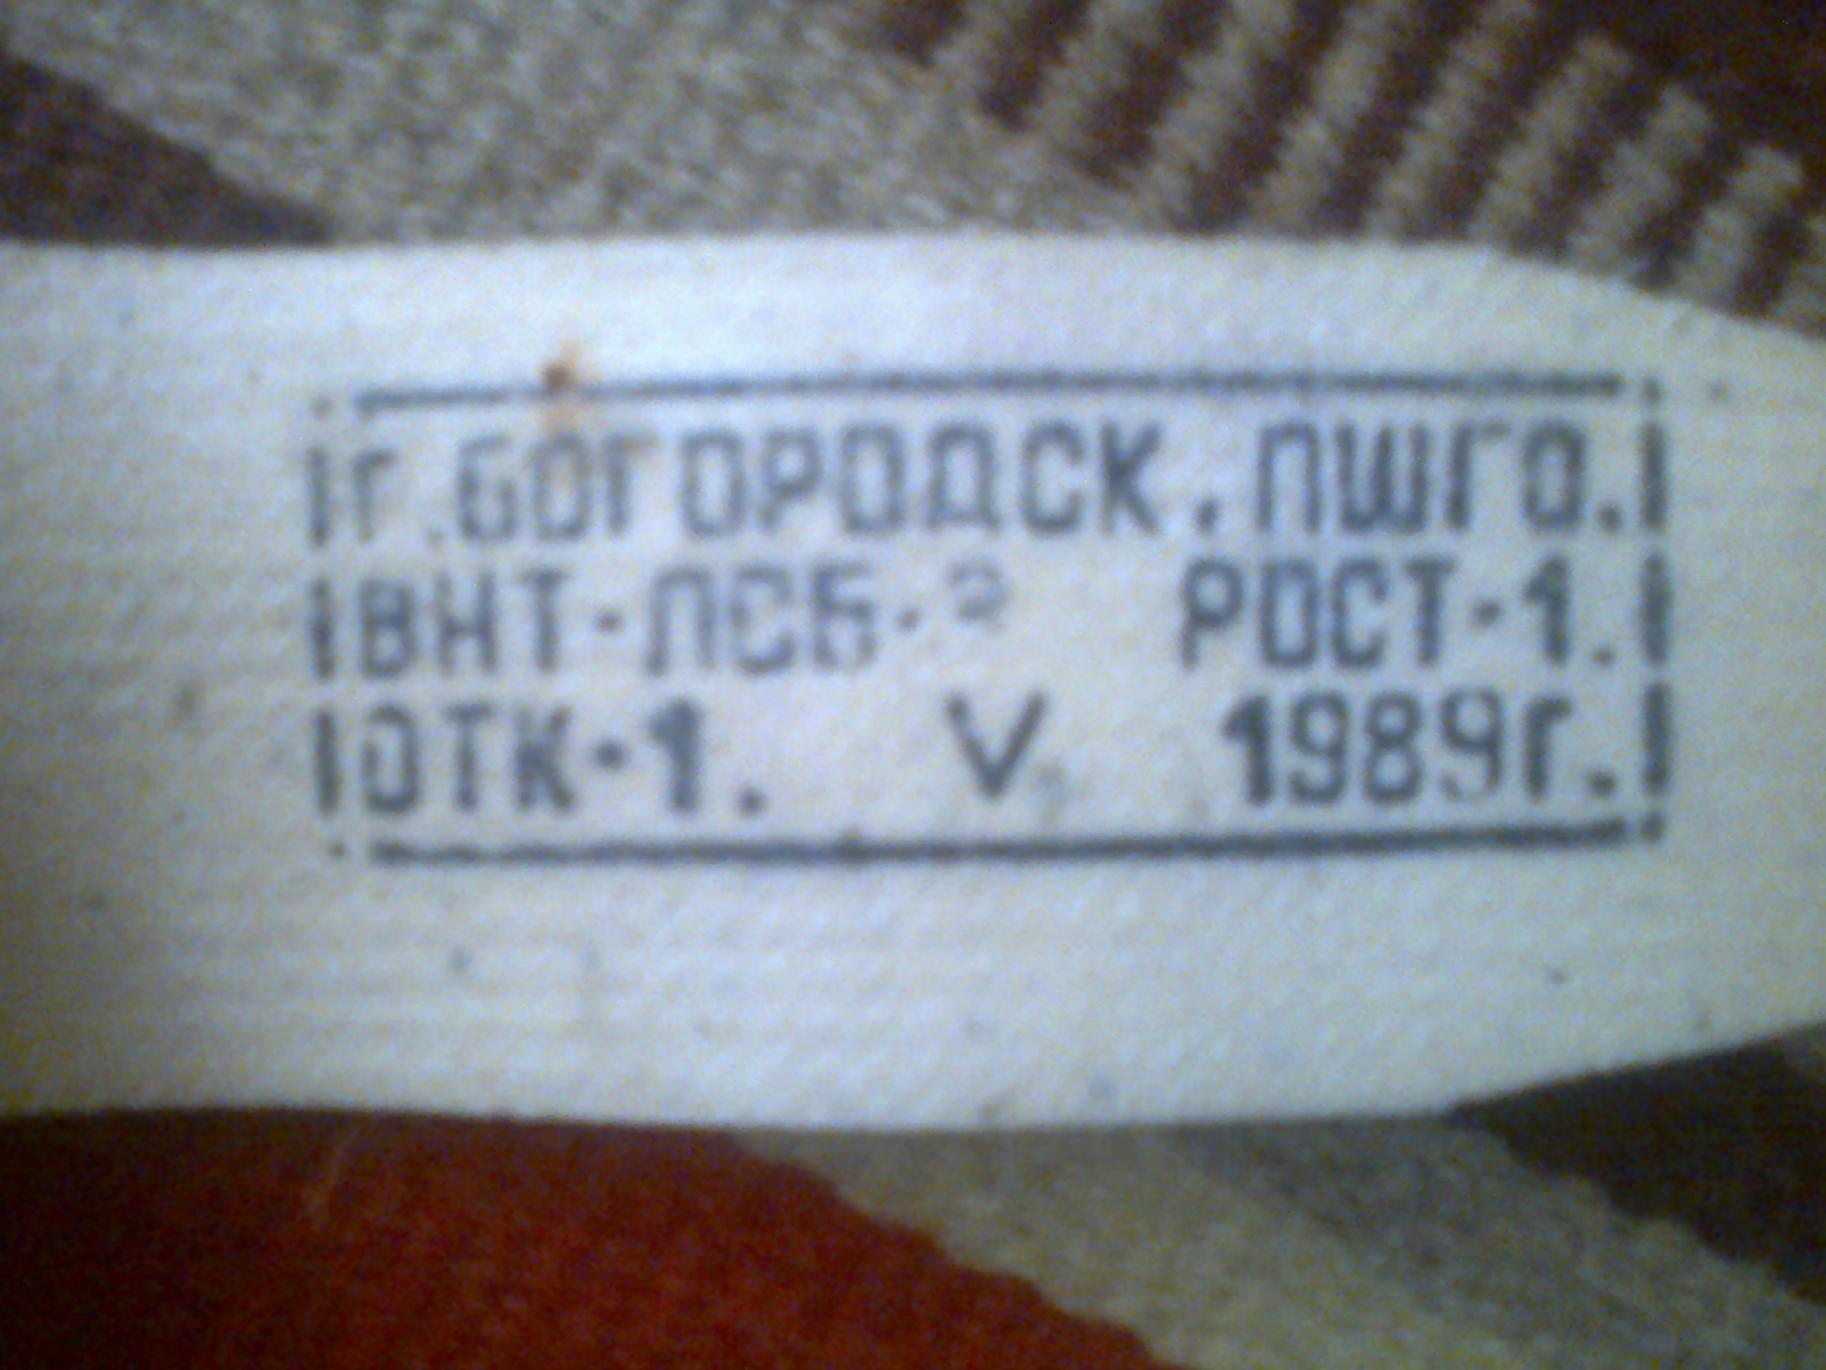 Г.БОГОРОДСК, ПШГО.
ВНТ-ЛСБ-2 РОСТ-1.
ОТК-1. V 1989г.